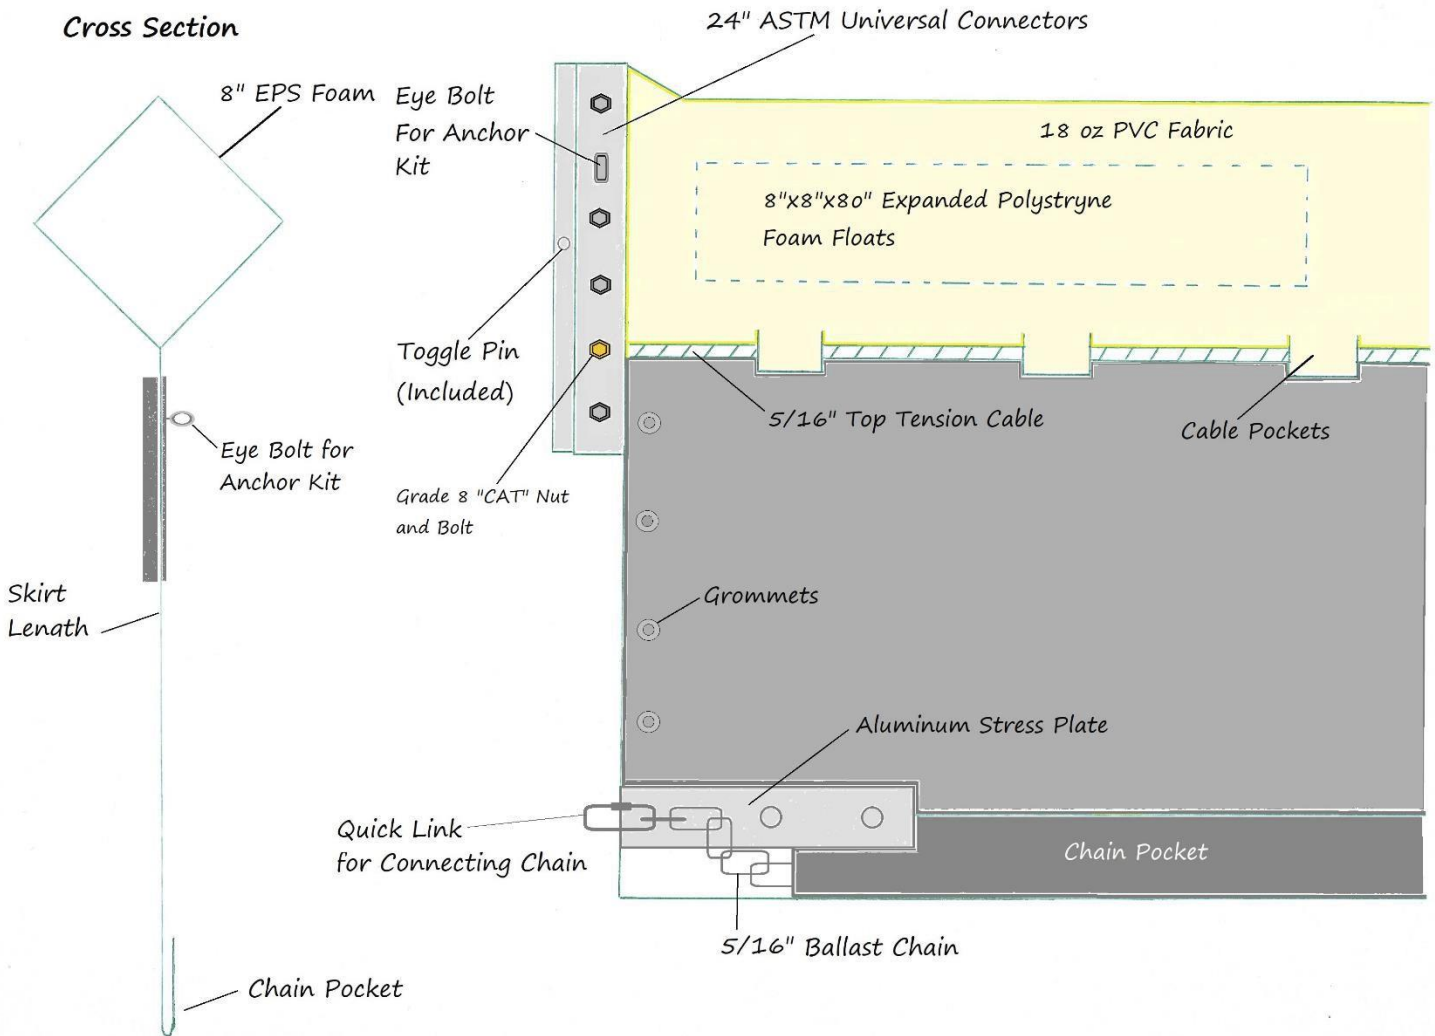 Cross Section
24" ASTM Universal Connectors
8" EPS Foam
Eye Bolt
For Anchor
Kit
18 oz PVC Fabric
8"x8"x80" Expanded Polystryne
Foam Floats
Toggle Pin
(Included)
5/16" Top Tension Cable
Cable Pockets
Eye Bolt for
Anchor Kit
Grade 8 "CAT" Nut
and Bolt
Skirt
Lenath
Grommets
Aluminum Stress Plate
Quick Link
for Connecting Chain
Chain Pocket
5/16" Ballast Chain
Chain Pocket